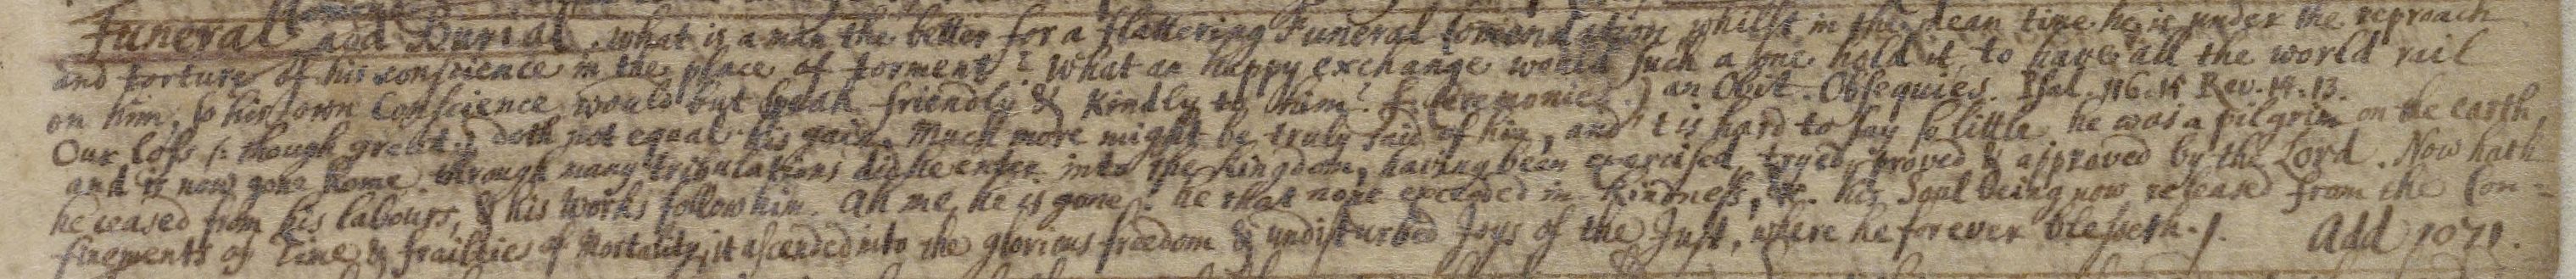 Funeral and Burial. what is a man the better for a flattering Funeral Comendation whilst in the mean time he is under the reproach
and torture of his conscience in the place of torment? What an happy exchange would such a one hold it, to have all the world rail
on him, so his own Conscience would but speak friendly & Kindly to him! an Obit. Obsequies. Psal. 116.15 Rev. 14.13.
Our loss (though great) doth not equal his gain. Much more might be truly said of him, and 't is hard to say so little. he was a pilgrim on the earth,
and is now gone home. through many tribulations did he enter into the kingdom, having been exercised, tryed, proved & approved by the Lord. Now hath
he ceased from his labours, & his works follow him. Ah me, he is gone! he that none exceeded in kindness, &c. his Soul being now released from the Con=
finements of Time & frailties of Mortality, it ascended into the glorious freedom & undisturbed Joys of the Just, where he forever blesseth. Add 1071.